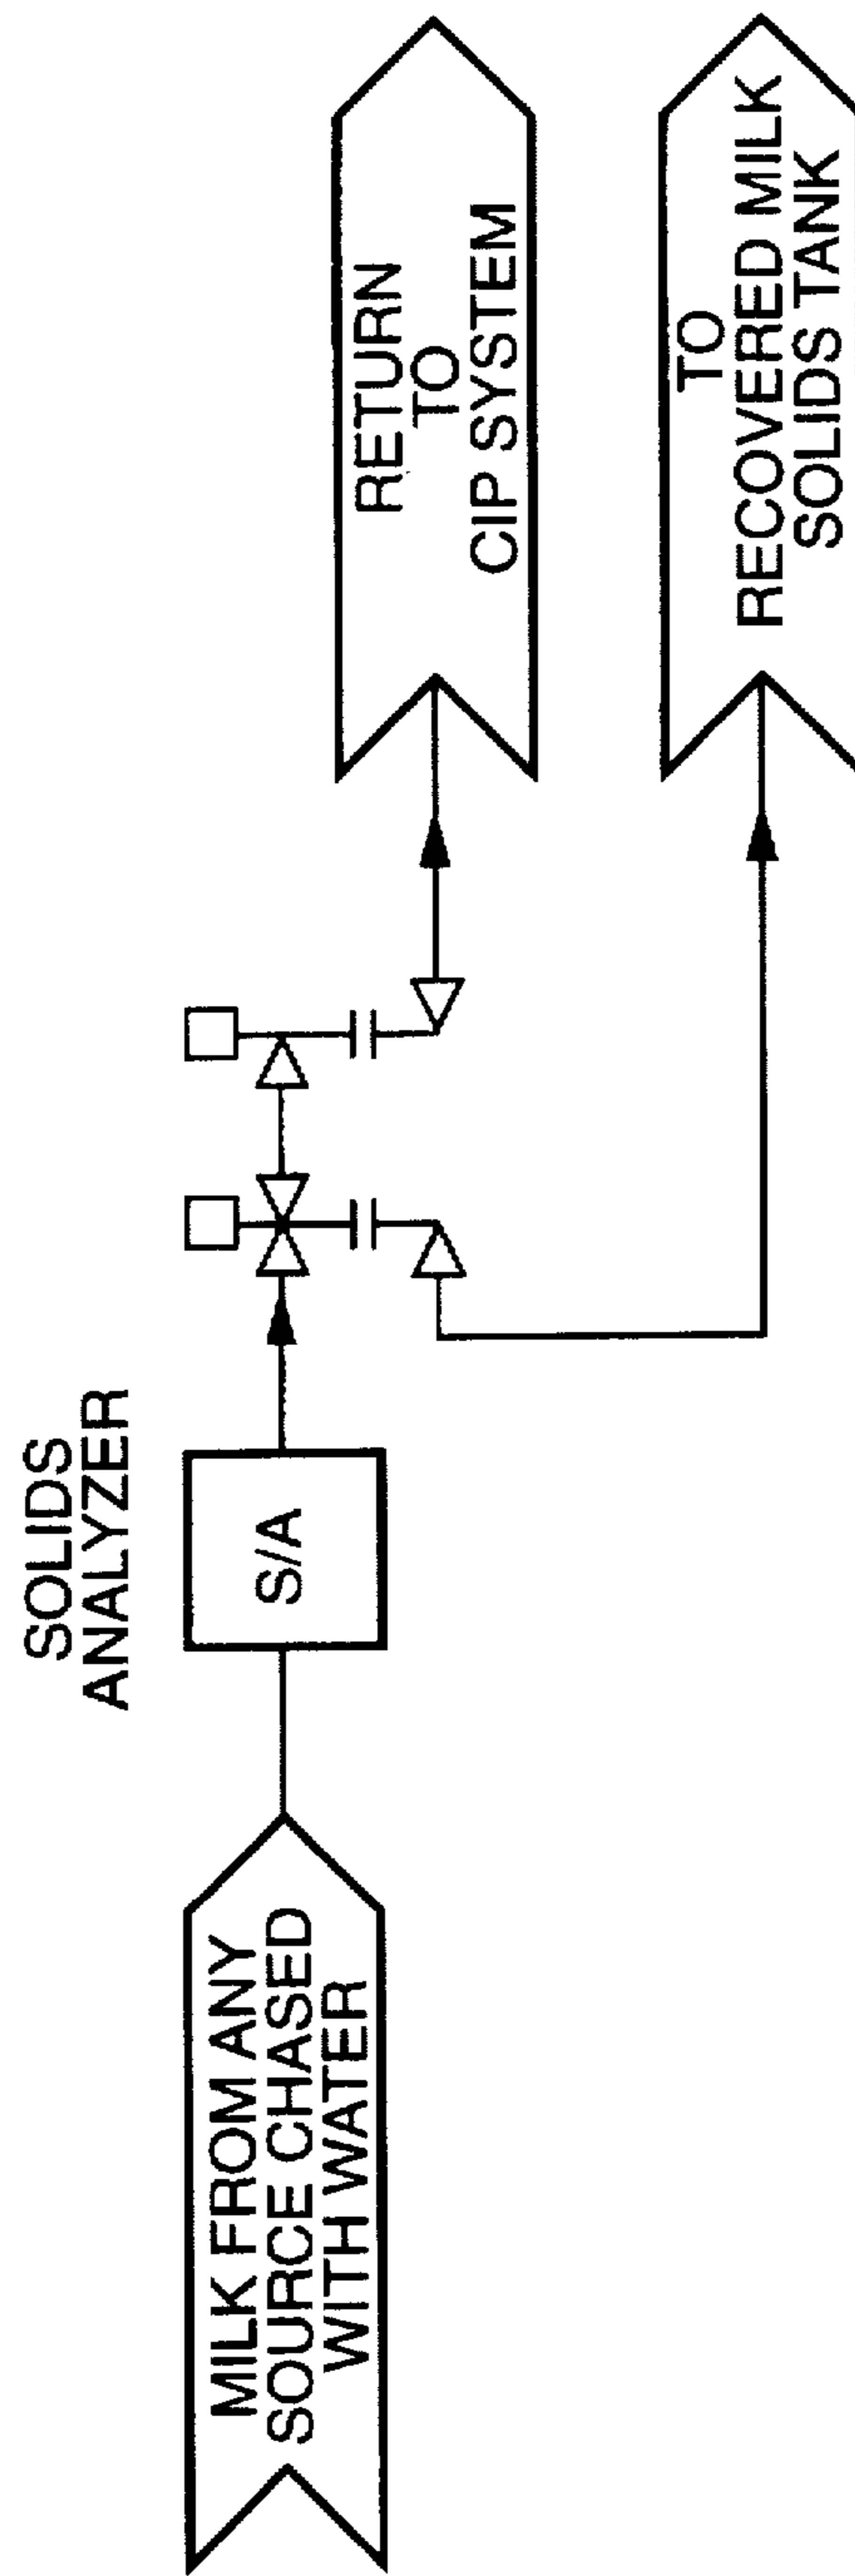 MILK FROM ANY
SOURCE CHASED
WITH WATER
SOLIDS
ANALYZER
S/A
RETURN
TO
CIP SYSTEM
TO
RECOVERED MILK
SOLIDS TANK